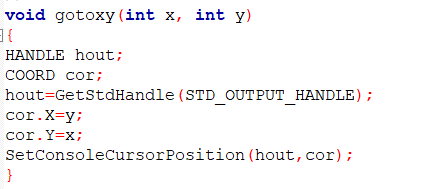 void gotoxy(int x, int y)
{
HANDLE hout;
COORD cor;
hout=GetStdHandle(STD_OUTPUT_HANDLE);
cor.X=y;
cor.Y=x;
SetConsoleCursorPosition(hout,cor);
}